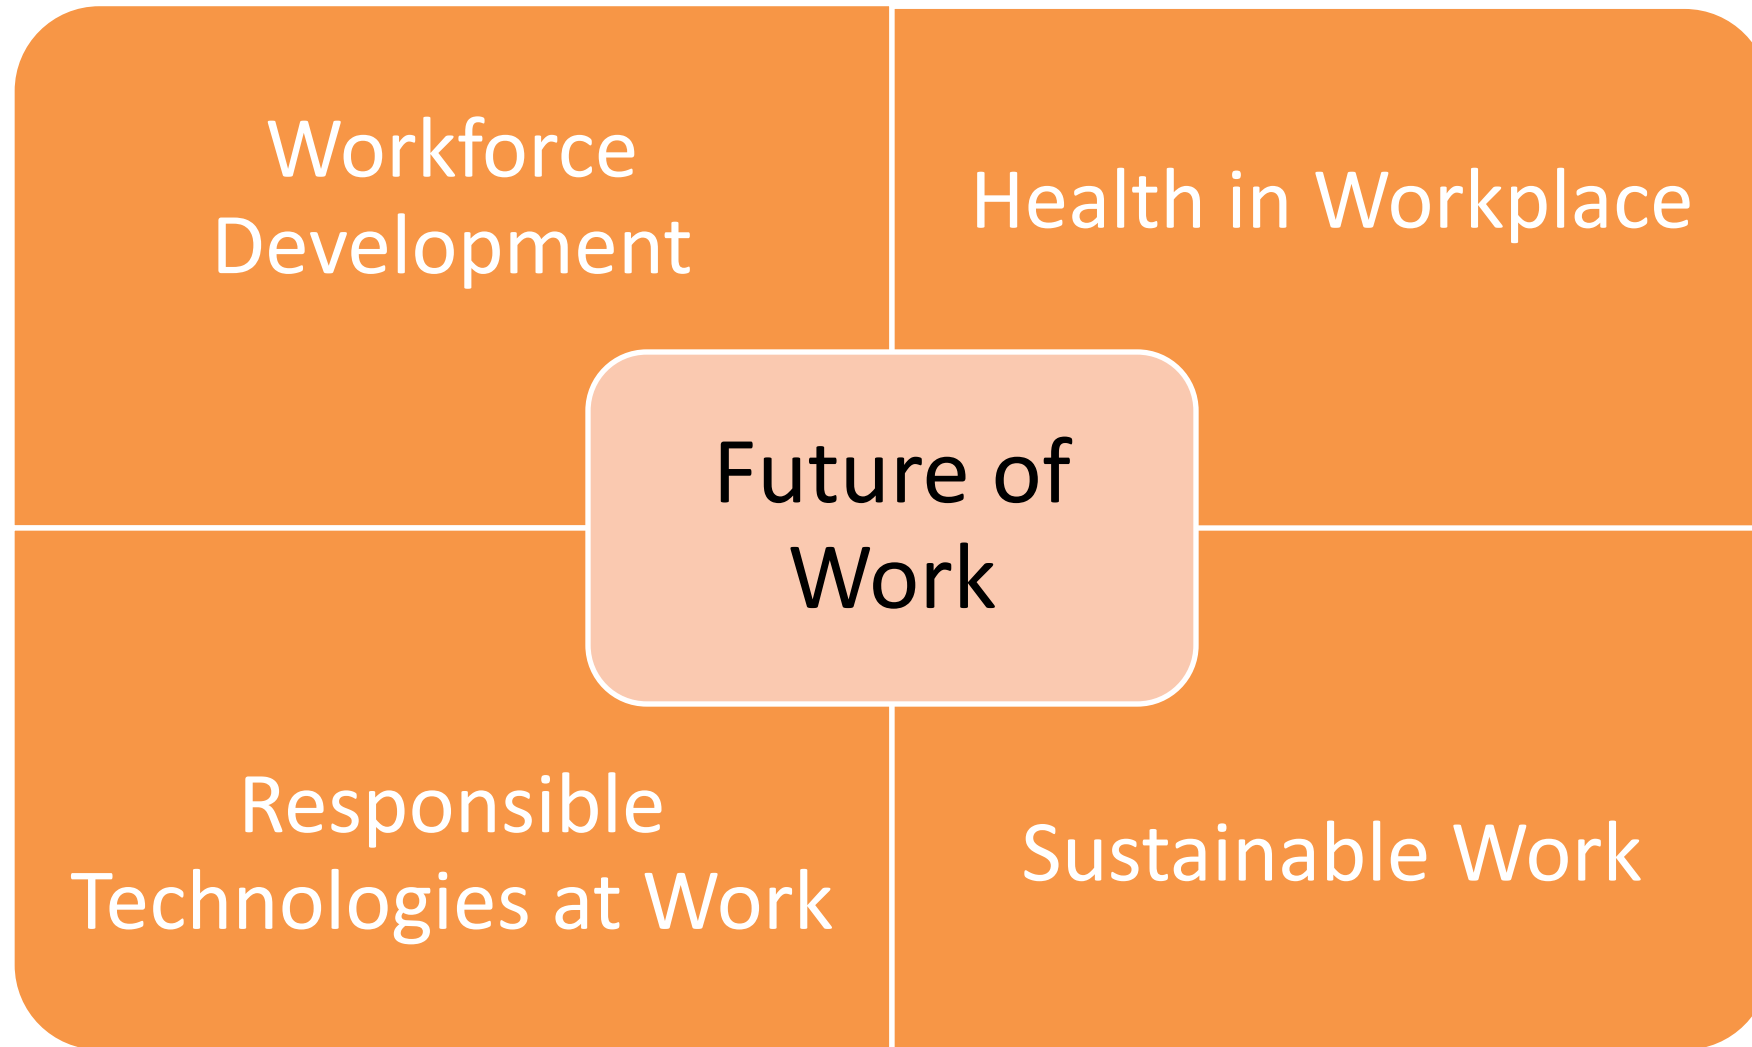 Workforce
Development
Health in Workplace
Future of
Work
Responsible
Technologies at Work
Sustainable Work